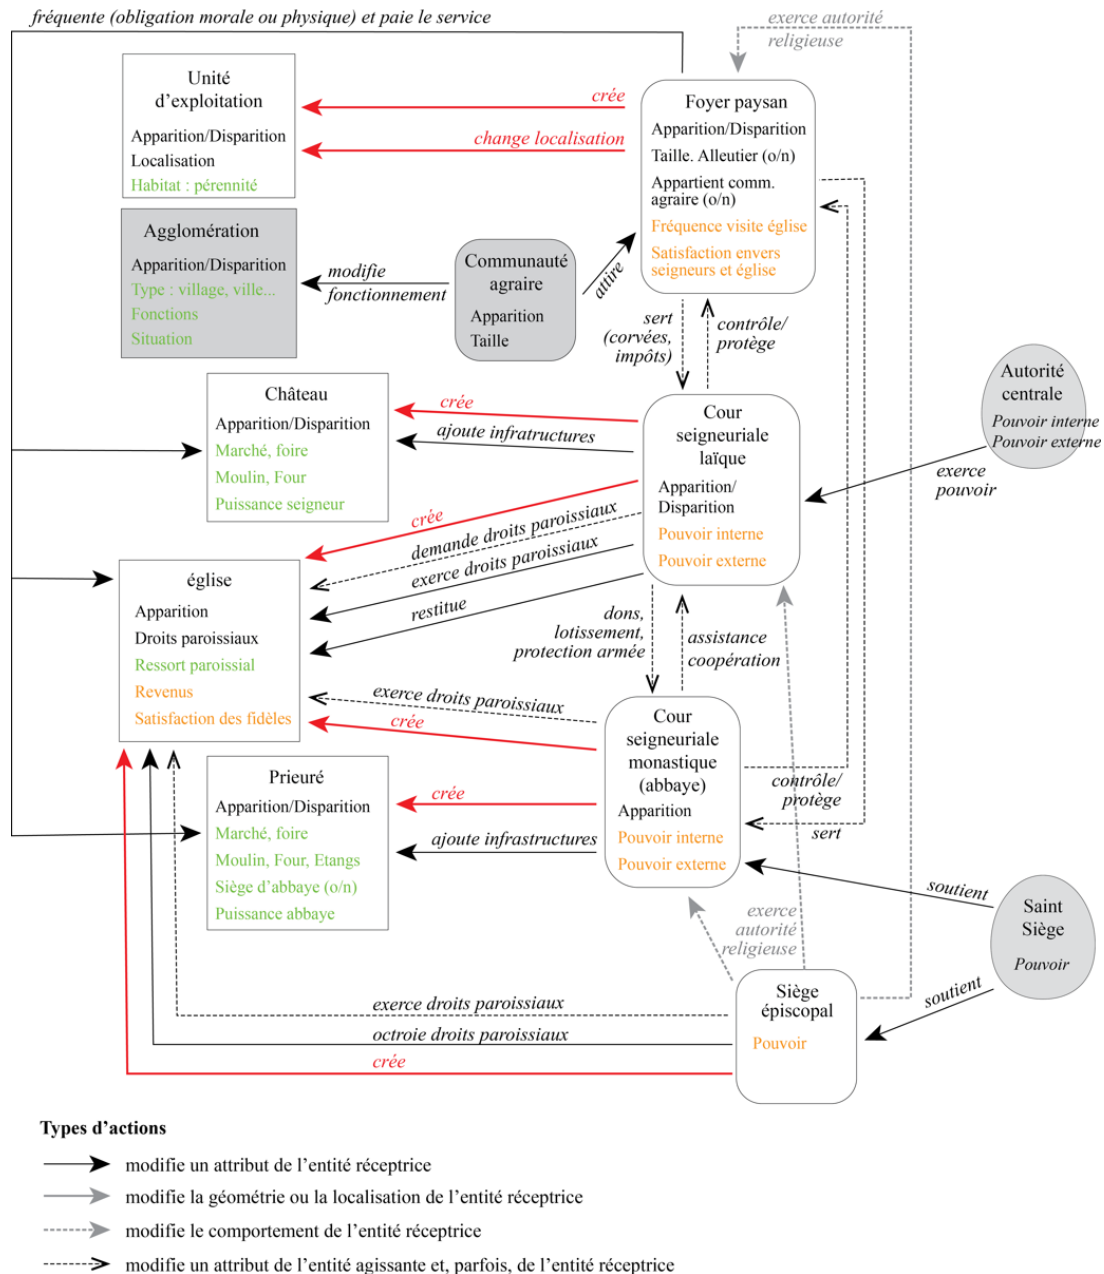 fréquente (obligation morale ou physique) et paie le service
exerce autorité
religieuse
Unité
d'exploitation
Apparition/Disparition
Localisation
Habitat : pérennité
crée
change localisation
Foyer paysan
Apparition/Disparition
Taille. Alleutier (o/n)
Appartient comm.
agraire (o/n)
Fréquence visite église
Satisfaction envers
seigneurs et église
Agglomération
Apparition/Disparition
Type : village, ville...
Fonctions
Situation
modifie
fonctionnement
Communauté
agraire
Apparition
Taille
attire
sert
(corvées,
impôts)
contrôle/
protège
Autorité
centrale
Pouvoir interne
Pouvoir externe
exerce
pouvoir
Château
Apparition/Disparition
Marché, foire
Moulin, Four
Puissance seigneur
crée
ajoute infratructures
Cour
seigneuriale
laïque
Apparition/
Disparition
Pouvoir interne
Pouvoir externe
crée
demande droits paroissiaux
exerce droits paroissiaux
restitue
église
Apparition
Droits paroissiaux
Ressort paroissial
Revenus
Satisfaction des fidèles
dons,
lotissement,
protection armée
assistance
coopération
exerce droits paroissiaux
crée
Cour
seigneuriale
monastique
(abbaye)
Apparition
Pouvoir interne
Pouvoir externe
contrôle/
protège
sert
Prieuré
Apparition/Disparition
Marché, foire
Moulin, Four, Etangs
Siège d'abbaye (o/n)
Puissance abbaye
crée
ajoute infrastructures
soutient
Saint
Siège
Pouvoir
soutient
exerce
autorité
religieuse
Siège
épiscopal
Pouvoir
exerce droits paroissiaux
octroie droits paroissiaux
crée
Types d'actions
modifie un attribut de l'entité réceptrice
modifie la géométrie ou la localisation de l'entité réceptrice
modifie le comportement de l'entité réceptrice
modifie un attribut de l'entité agissante et, parfois, de l'entité réceptrice